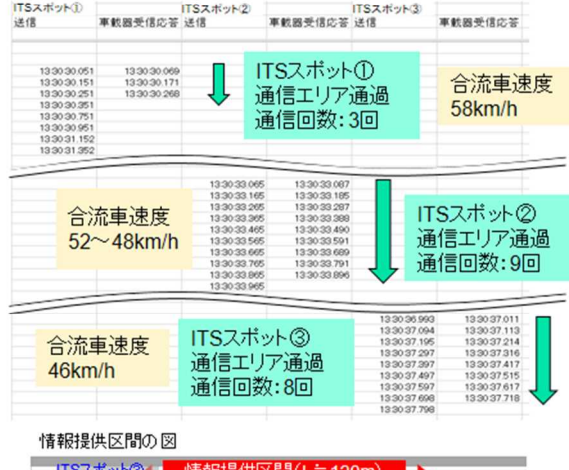 ITSスポット① ITSスポット② ITSスポット③
送信 車載器受信応答 送信 車載器受信応答 送信 車載器受信応答
13:30:30.051 13:30:30.069
13:30:30.151 13:30:30.171
13:30:30.251 13:30:30.268
13:30:30.351
13:30:30.751
13:30:30.951
13:30:31.152
13:30:31.352
ITSスポット①
通信エリア通過
通信回数:3回
合流車速度
58km/h
13:30:33.065 13:30:33.087
13:30:33.165 13:30:33.185
13:30:33.265 13:30:33.287
13:30:33.365 13:30:33.388
13:30:33.465 13:30:33.490
13:30:33.565 13:30:33.591
13:30:33.665 13:30:33.689
13:30:33.765 13:30:33.791
13:30:33.865 13:30:33.896
13:30:33.965
合流車速度
52～48km/h
ITSスポット②
通信エリア通過
通信回数:9回
13:30:36.993 13:30:37.011
13:30:37.094 13:30:37.113
13:30:37.195 13:30:37.214
13:30:37.297 13:30:37.316
13:30:37.397 13:30:37.417
13:30:37.497 13:30:37.515
13:30:37.597 13:30:37.617
13:30:37.698 13:30:37.718
13:30:37.798
合流車速度
46km/h
ITSスポット③
通信エリア通過
通信回数:8回
情報提供区間の図